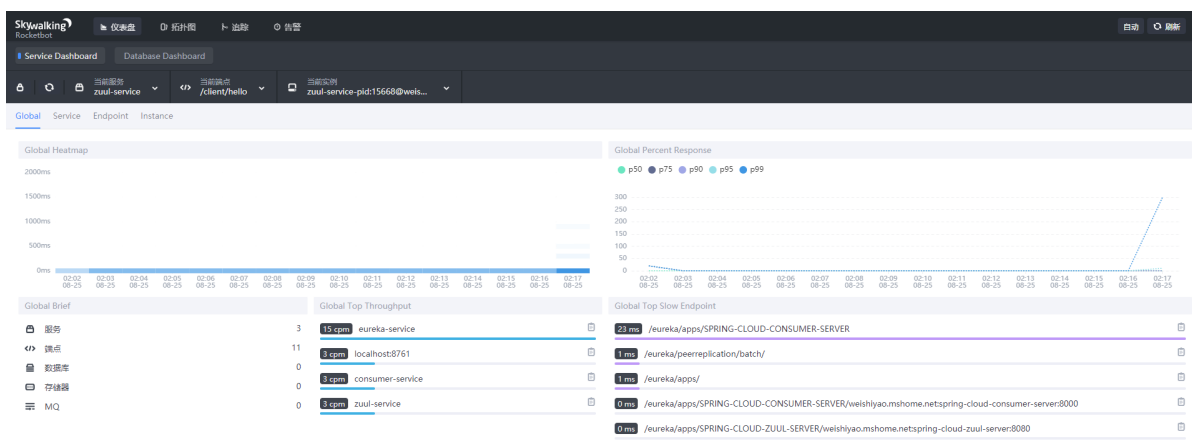 Skywalking
Rocketbot
仪表盘
拓扑图
追踪
告警
自动
刷新
Service Dashboard
Database Dashboard
当前服务
zuul-service
当前端点
/client/hello
当前实例
zuul-service-pid:15668@weis...
Global
Service
Endpoint
Instance
Global Heatmap
2000ms
1500ms
1000ms
500ms
0ms
02:02 02:03 02:04 02:05 02:06 02:07 02:08 02:09 02:10 02:11 02:12 02:13 02:14 02:15 02:16 02:17
08-25 08-25 08-25 08-25 08-25 08-25 08-25 08-25 08-25 08-25 08-25 08-25 08-25 08-25 08-25 08-25
Global Percent Response
p50 p75 p90 p95 p99
300
250
200
150
100
50
0
02:02 02:03 02:04 02:05 02:06 02:07 02:08 02:09 02:10 02:11 02:12 02:13 02:14 02:15 02:16 02:17
08-25 08-25 08-25 08-25 08-25 08-25 08-25 08-25 08-25 08-25 08-25 08-25 08-25 08-25 08-25 08-25
Global Brief
服务 3
端点 11
数据库 0
存储器 0
MQ 0
Global Top Throughput
15 cpm eureka-service
3 cpm localhost:8761
3 cpm consumer-service
3 cpm zuul-service
Global Top Slow Endpoint
23 ms /eureka/apps/SPRING-CLOUD-CONSUMER-SERVER
1 ms /eureka/peerreplication/batch/
1 ms /eureka/apps/
0 ms /eureka/apps/SPRING-CLOUD-CONSUMER-SERVER/weishiyao.mshome.net:spring-cloud-consumer-server:8000
0 ms /eureka/apps/SPRING-CLOUD-ZUUL-SERVER/weishiyao.mshome.net:spring-cloud-zuul-server:8080